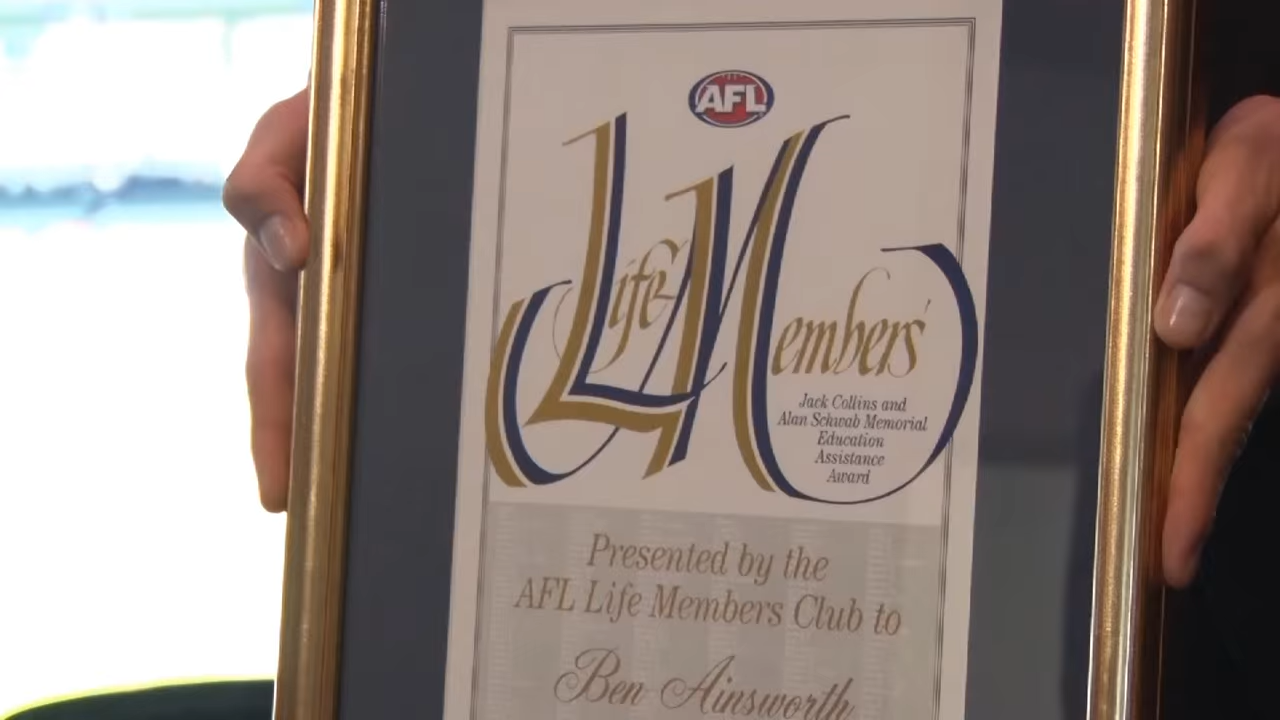 AFL
Life Members'
Jack Collins and
Alan Schwab Memorial
Education
Assistance
Award
Presented by the
AFL Life Members Club to
Ben Ainsworth